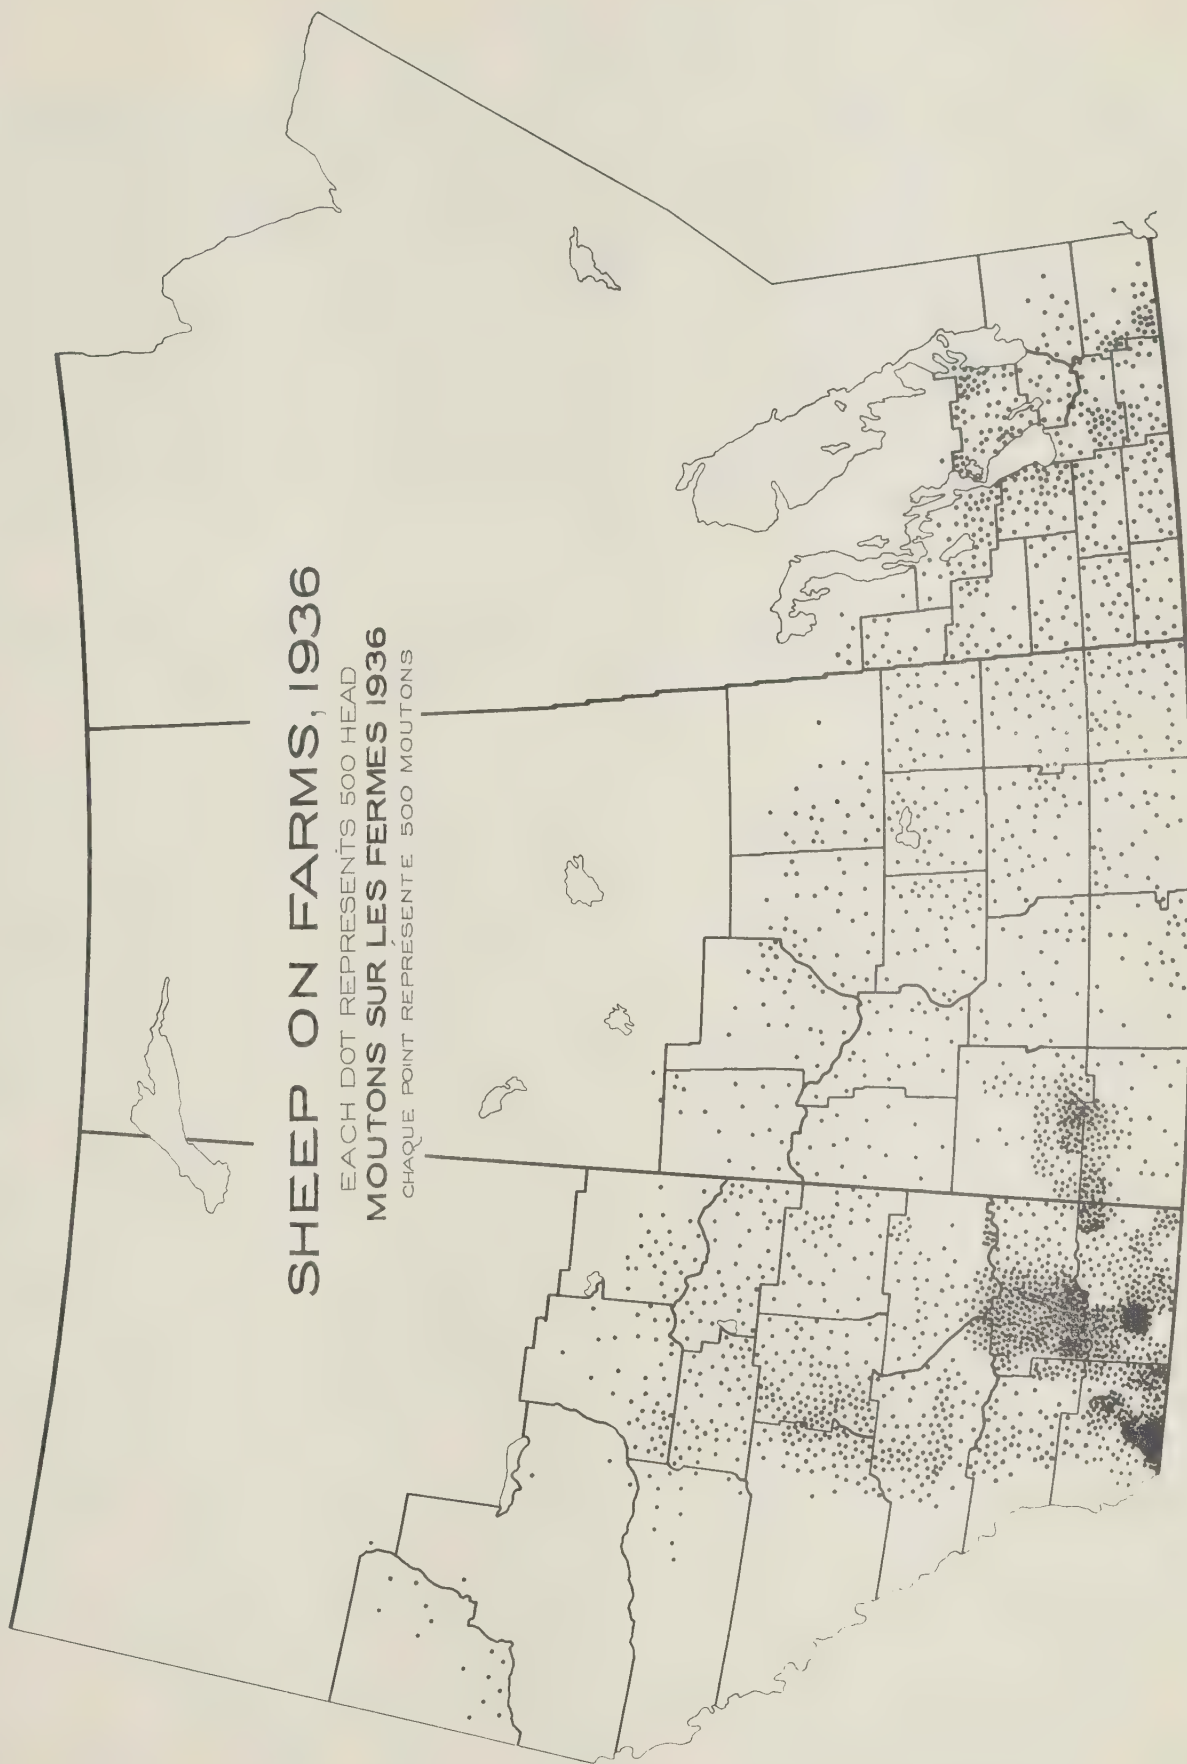 SHEEP ON FARMS, 1936
EACH DOT REPRESENTS 500 HEAD
MOUTONS SUR LES FERMES 1936
CHAQUE POINT REPRÉSENTE 500 MOUTONS